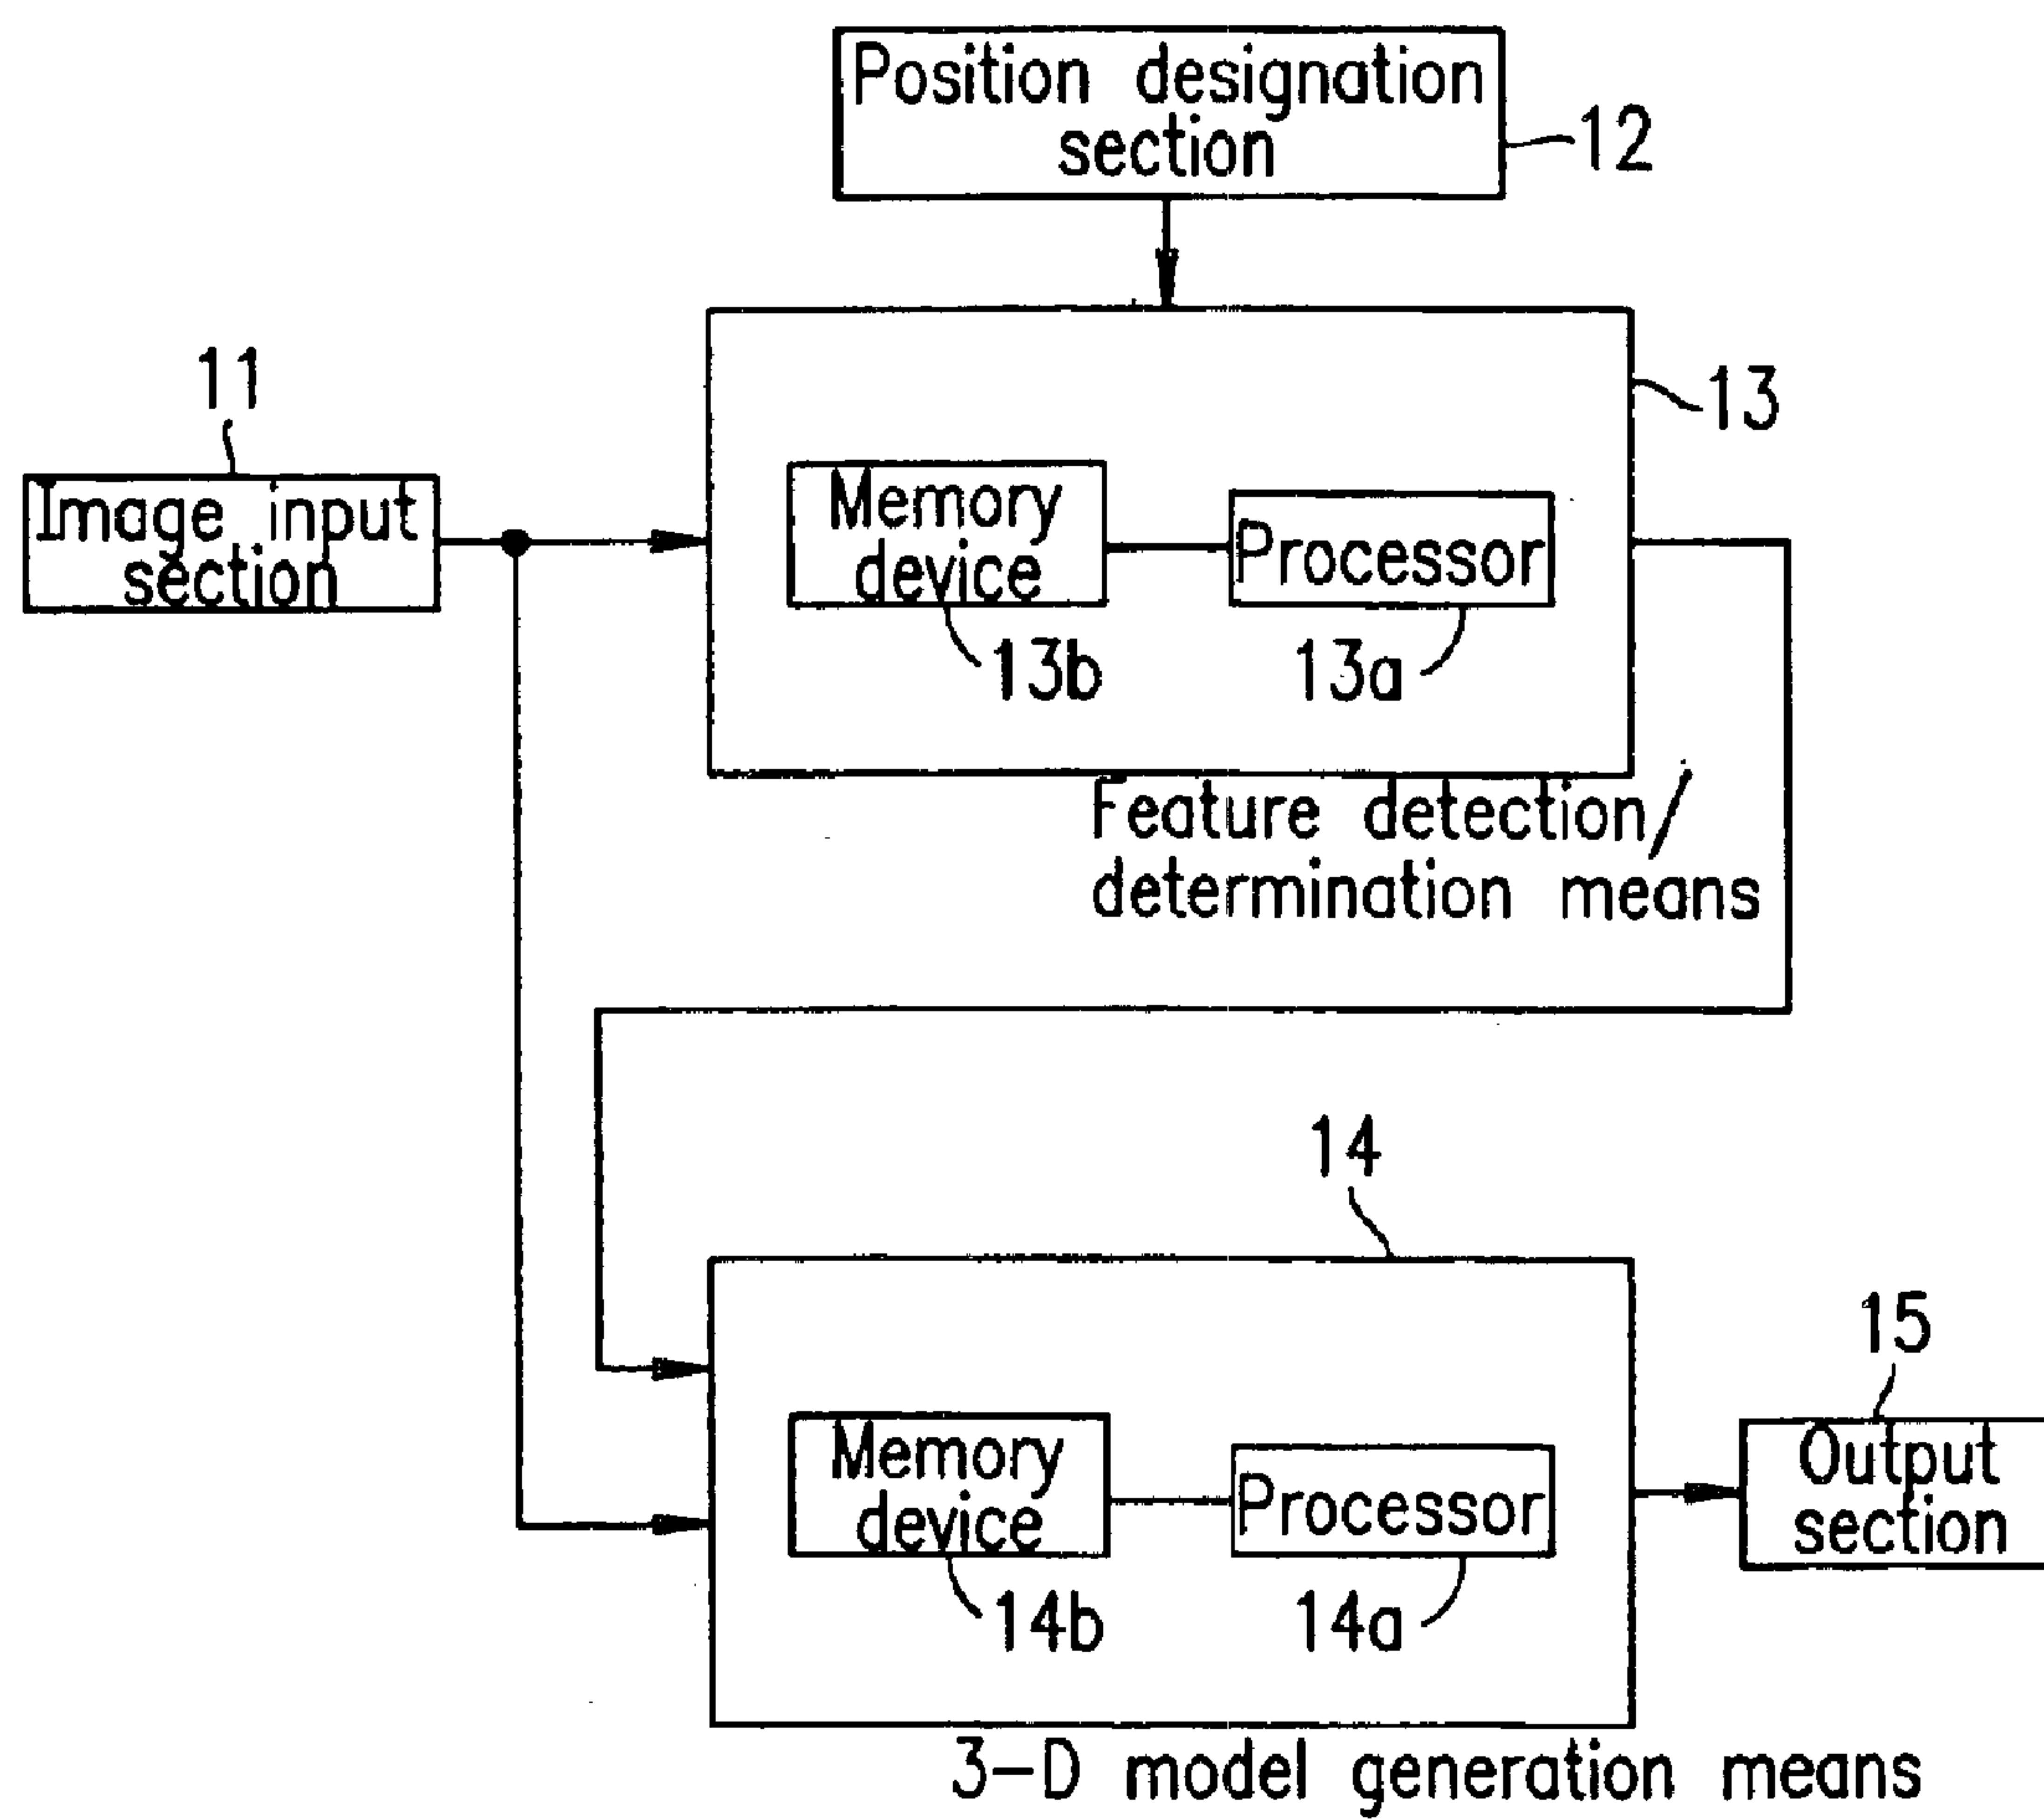 Position designation
section
12
11
13
Image input
section
Memory
device
Processor
13b
13a
Feature detection/
determination means
14
15
Memory
device
Processor
Output
section
14b
14a
3-D model generation means